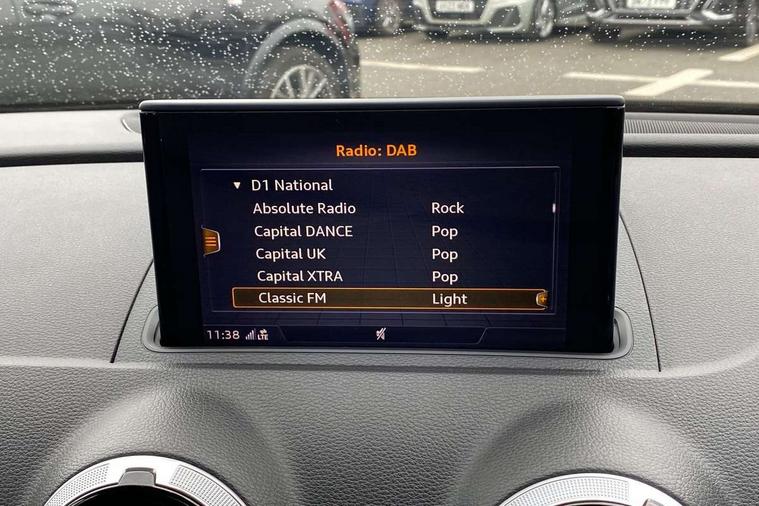 Radio: DAB
D1 National
Absolute Radio Rock
Capital DANCE Pop
Capital UK Pop
Capital XTRA Pop
Classic FM Light
11:38 LTE